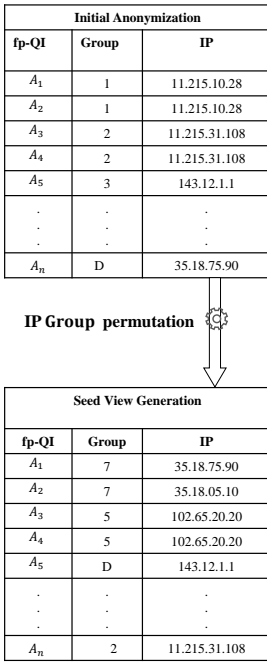 Initial Anonymization
fp-QI Group IP
A₁ 1 11.215.10.28
A₂ 1 11.215.10.28
A₃ 2 11.215.31.108
A₄ 2 11.215.31.108
A₅ 3 143.12.1.1
. . .
. . .
. . .
Aₙ D 35.18.75.90
IP Group permutation
Seed View Generation
fp-QI Group IP
A₁ 7 35.18.75.90
A₂ 7 35.18.05.10
A₃ 5 102.65.20.20
A₄ 5 102.65.20.20
A₅ D 143.12.1.1
. . .
. . .
. . .
Aₙ 2 11.215.31.108